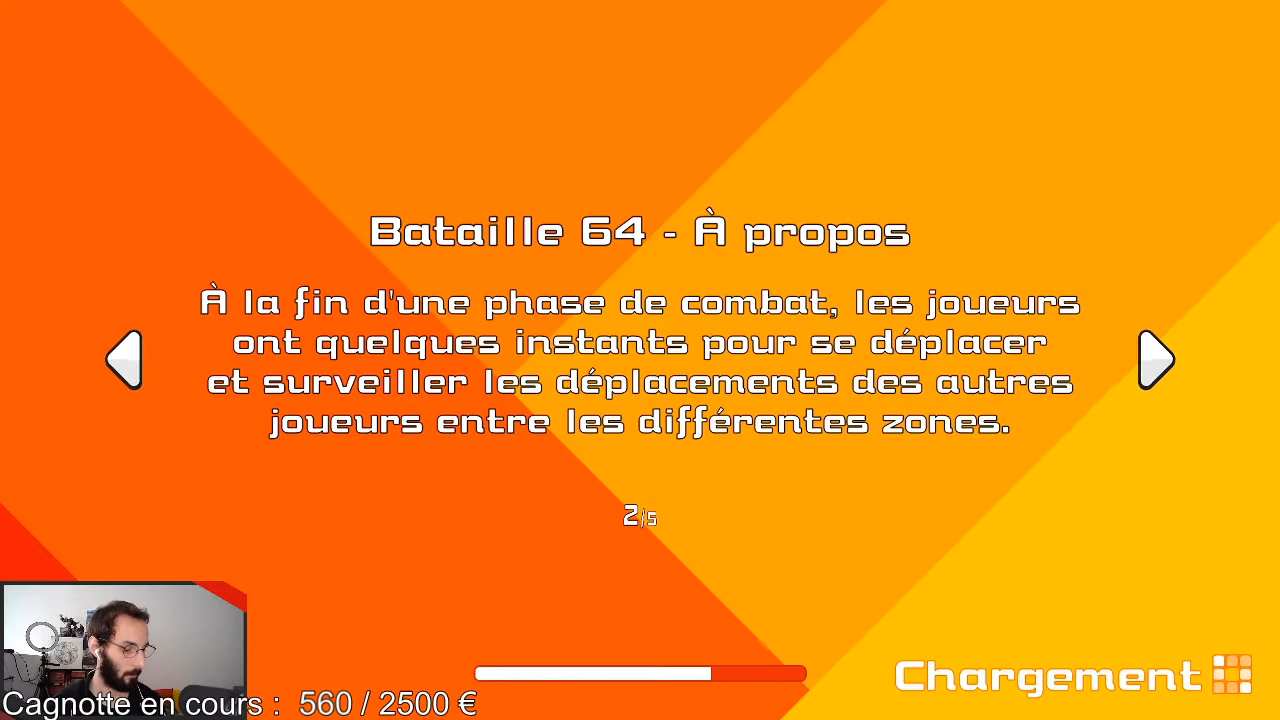 Bataille 64 - À propos
À la fin d'une phase de combat, les joueurs
ont quelques instants pour se déplacer
et surveiller les déplacements des autres
joueurs entre les différentes zones.
2/5
Chargement
Cagnotte en cours : 560 / 2500 €